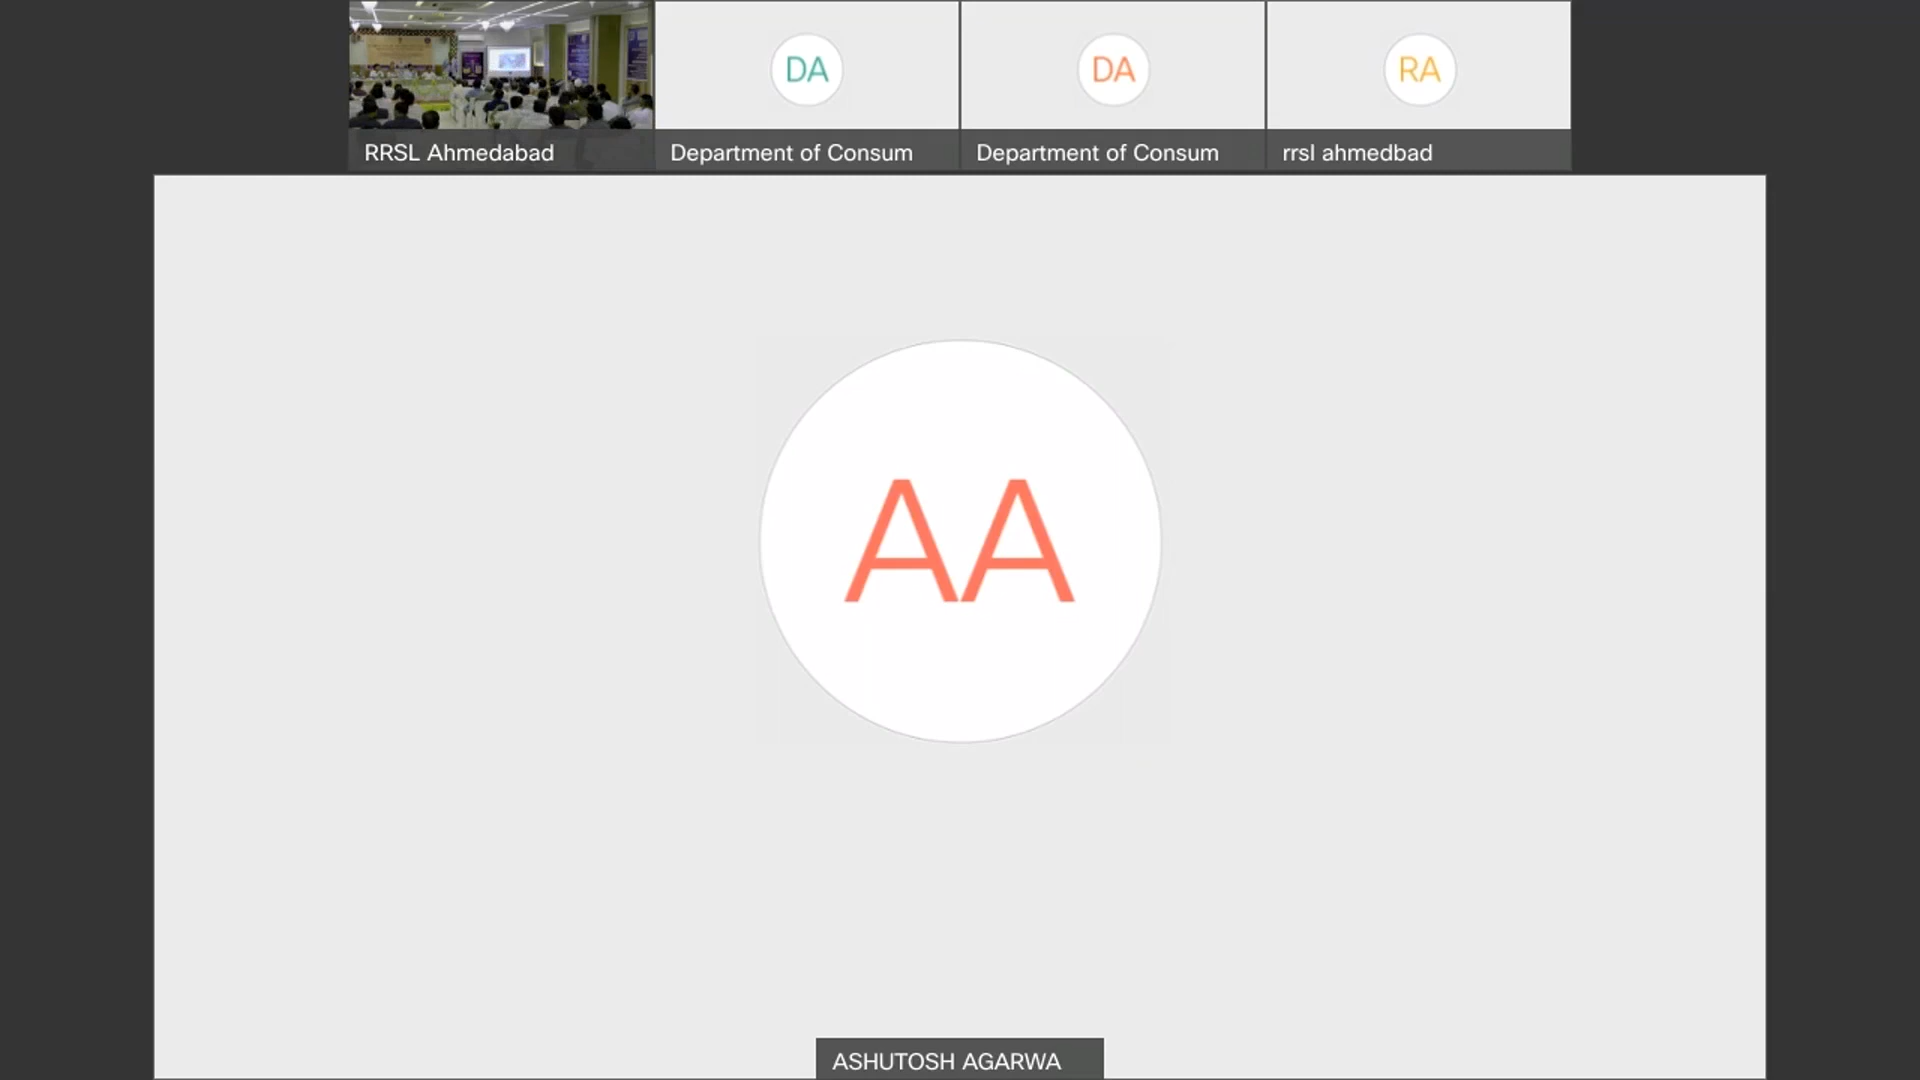 DA
DA
RA
RRSL Ahmedabad
Department of Consum
Department of Consum
rrsl ahmedbad
AA
ASHUTOSH AGARWA